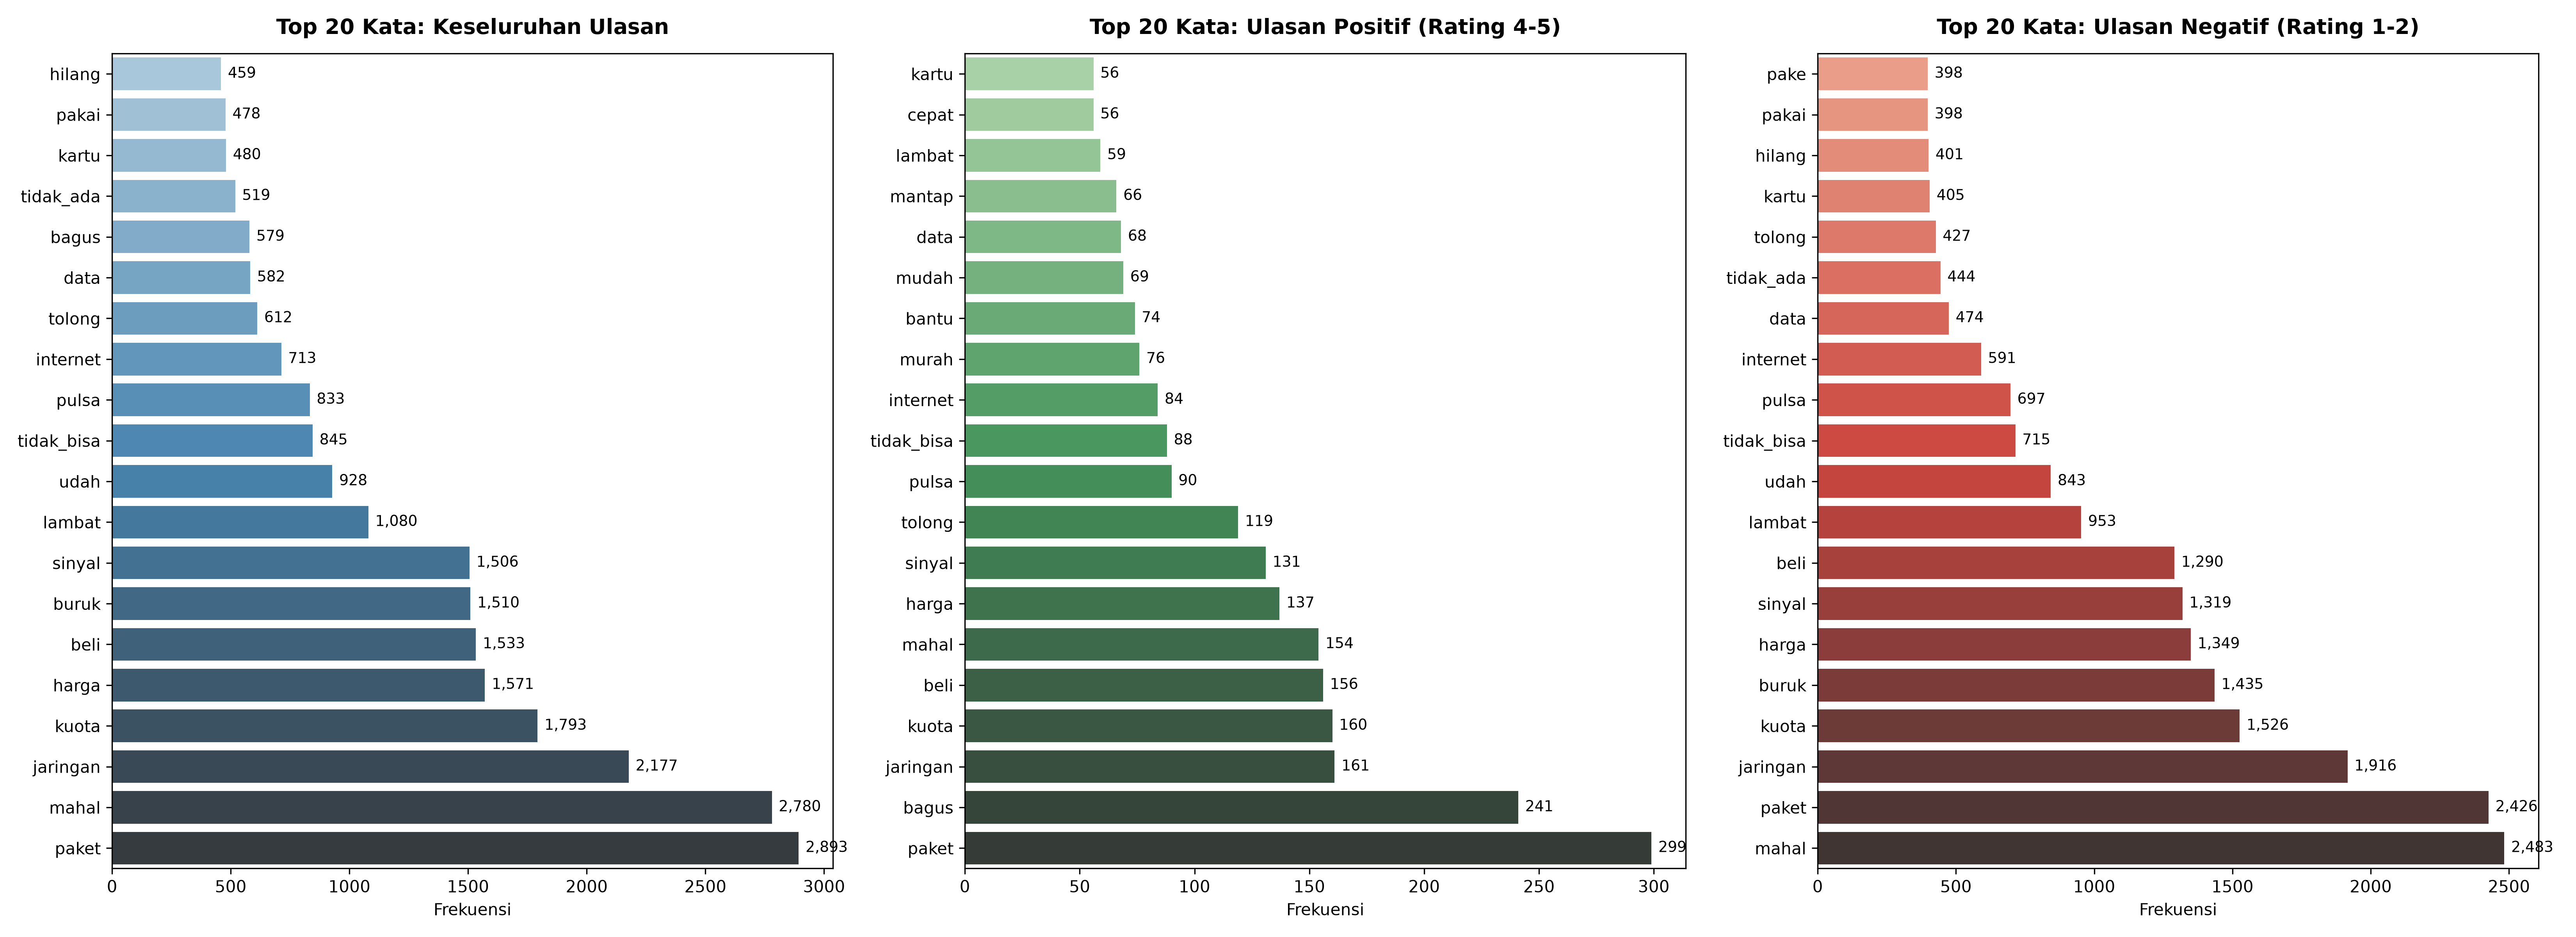 Top 20 Kata: Keseluruhan Ulasan
hilang 459
pakai 478
kartu 480
tidak_ada 519
bagus 579
data 582
tolong 612
internet 713
pulsa 833
tidak_bisa 845
udah 928
lambat 1,080
sinyal 1,506
buruk 1,510
beli 1,533
harga 1,571
kuota 1,793
jaringan 2,177
mahal 2,780
paket 2,893
0 500 1000 1500 2000 2500 3000
Frekuensi
Top 20 Kata: Ulasan Positif (Rating 4-5)
kartu 56
cepat 56
lambat 59
mantap 66
data 68
mudah 69
bantu 74
murah 76
internet 84
tidak_bisa 88
pulsa 90
tolong 119
sinyal 131
harga 137
mahal 154
beli 156
kuota 160
jaringan 161
bagus 241
paket 299
0 50 100 150 200 250 300
Frekuensi
Top 20 Kata: Ulasan Negatif (Rating 1-2)
pake 398
pakai 398
hilang 401
kartu 405
tolong 427
tidak_ada 444
data 474
internet 591
pulsa 697
tidak_bisa 715
udah 843
lambat 953
beli 1,290
sinyal 1,319
harga 1,349
buruk 1,435
kuota 1,526
jaringan 1,916
paket 2,426
mahal 2,483
0 500 1000 1500 2000 2500
Frekuensi